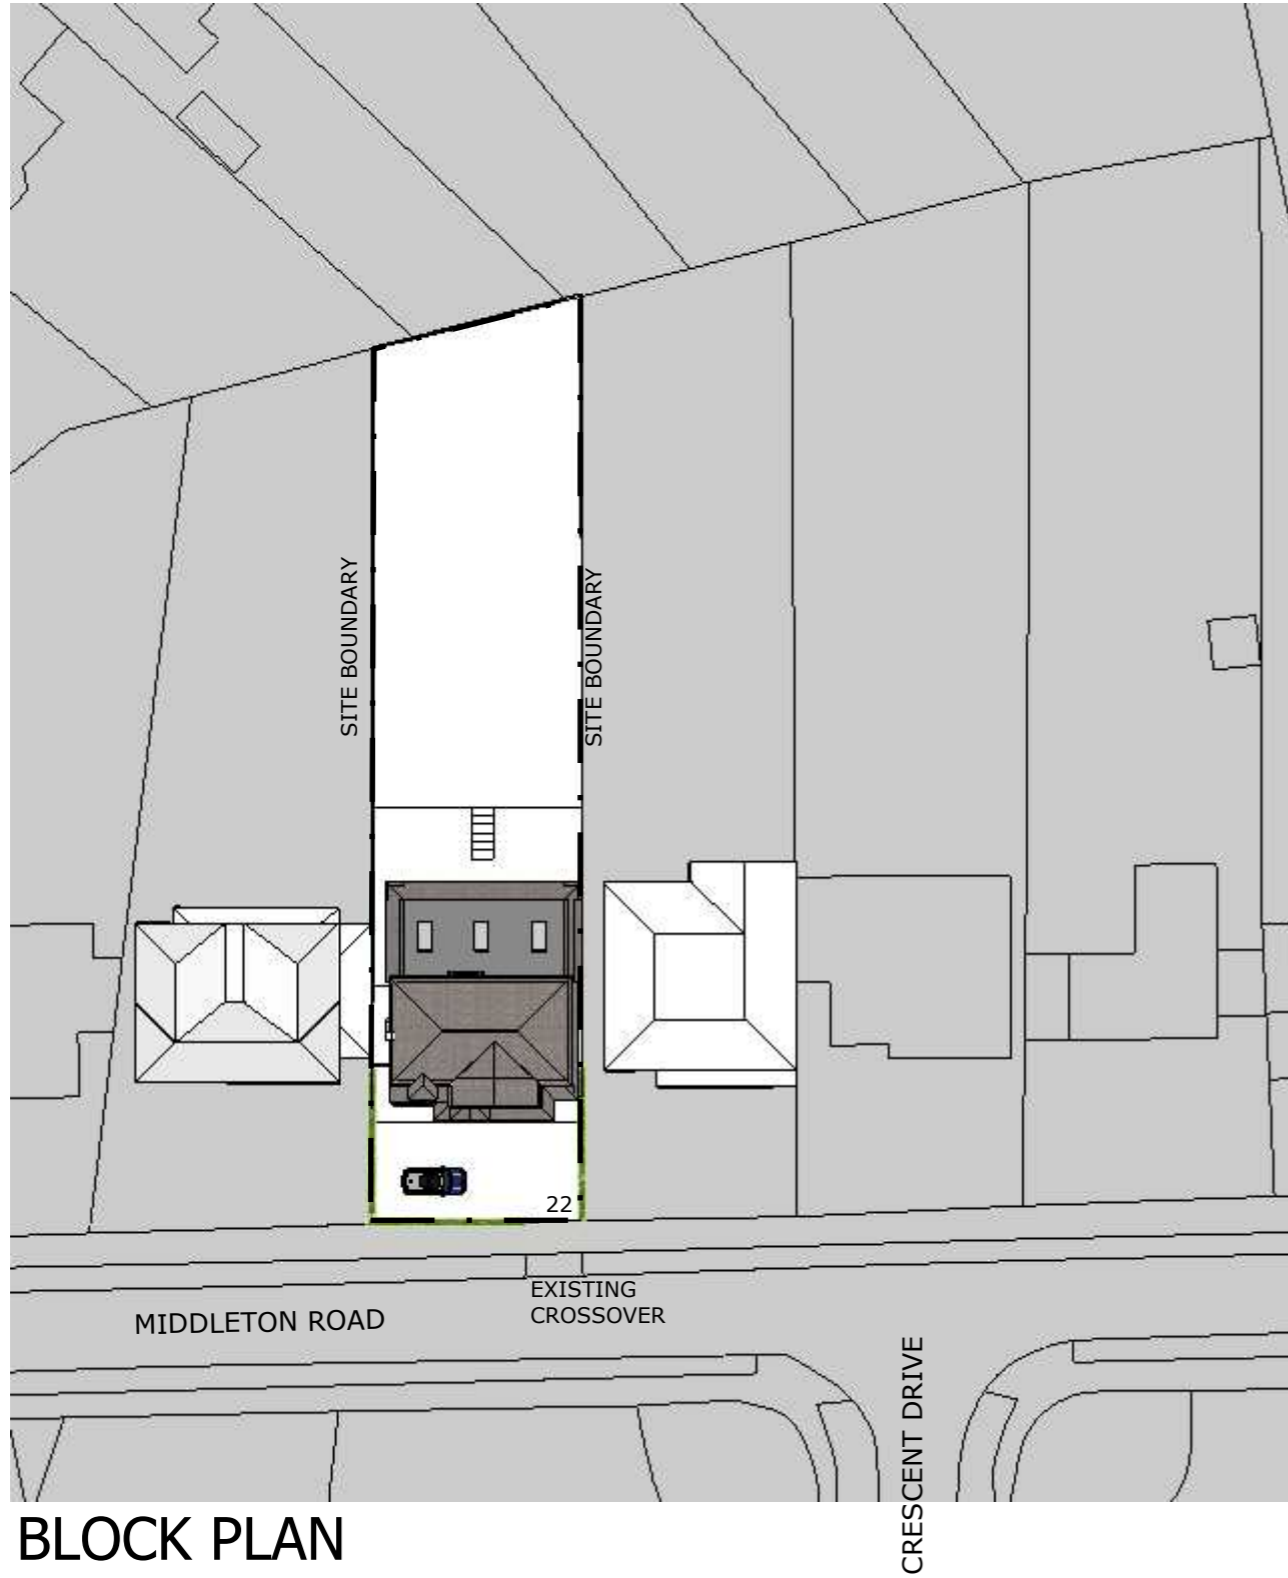 SITE BOUNDARY
SITE BOUNDARY
22
EXISTING
CROSSOVER
MIDDLETON ROAD
CRESCENT DRIVE
BLOCK PLAN